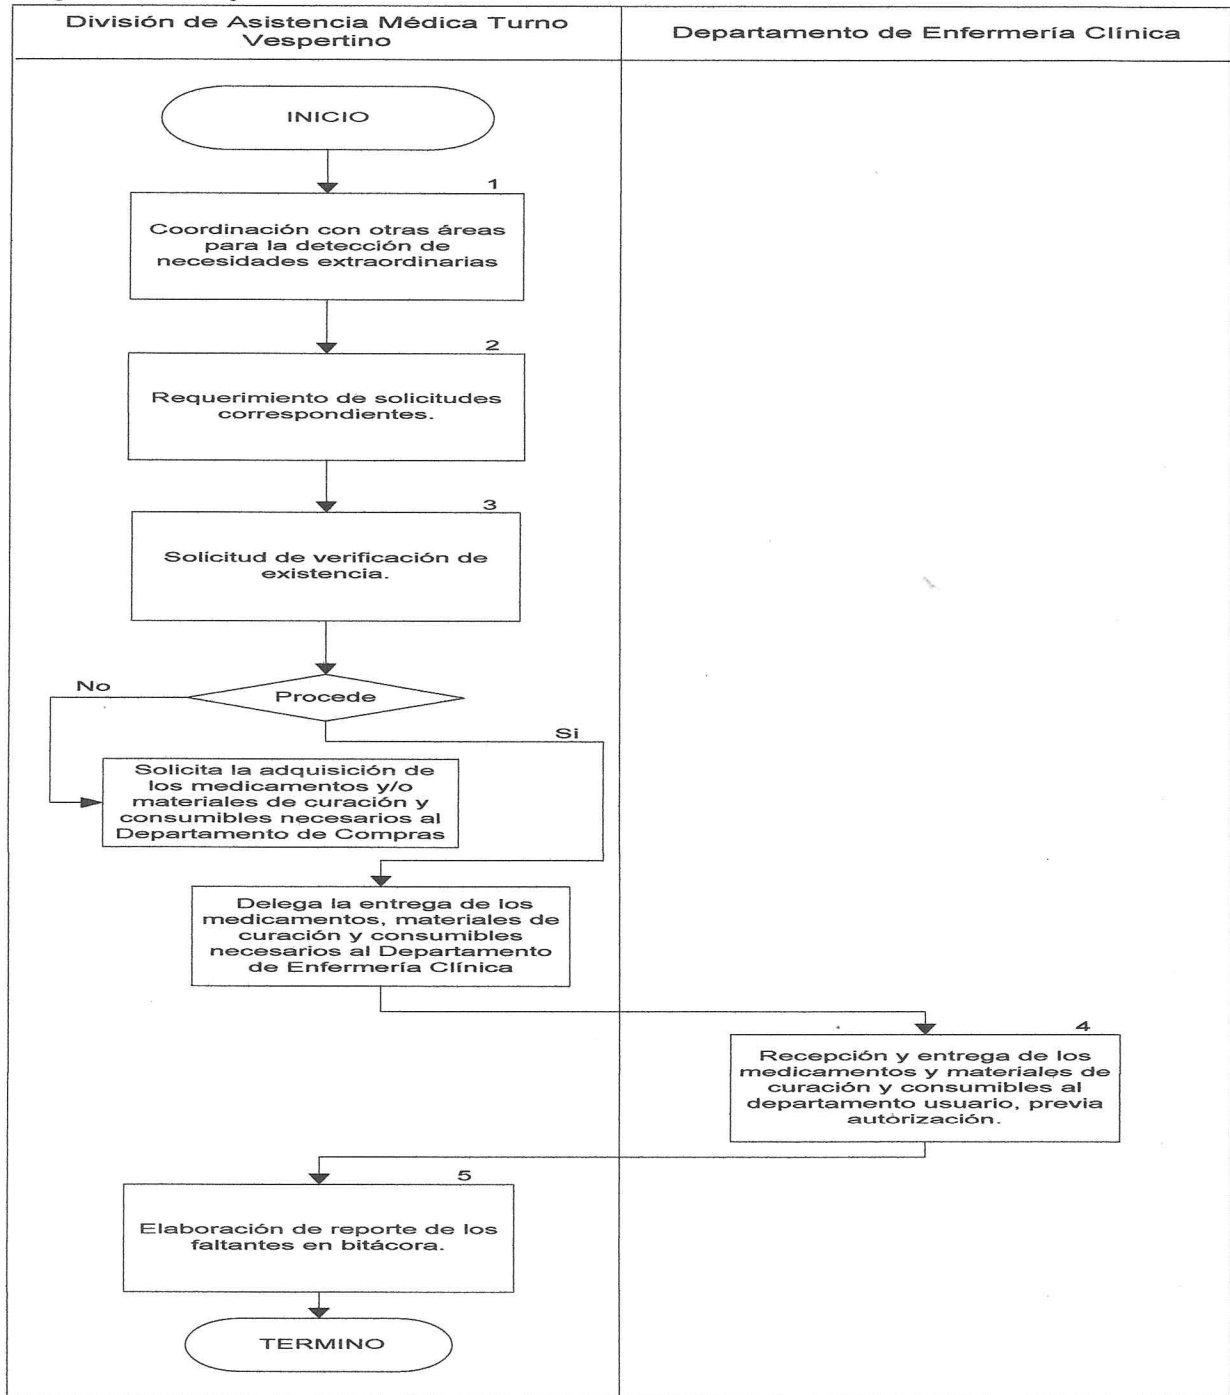 División de Asistencia Médica Turno
Vespertino
Departamento de Enfermería Clínica
INICIO
1
Coordinación con otras áreas
para la detección de
necesidades extraordinarias
2
Requerimiento de solicitudes
correspondientes.
3
Solicitud de verificación de
existencia.
No
Procede
Si
Solicita la adquisición de
los medicamentos y/o
materiales de curación y
consumibles necesarios al
Departamento de Compras
Delega la entrega de los
medicamentos, materiales de
curación y consumibles
necesarios al Departamento
de Enfermería Clínica
4
Recepción y entrega de los
medicamentos y materiales de
curación y consumibles al
departamento usuario, previa
autorización.
5
Elaboración de reporte de los
faltantes en bitácora.
TERMINO